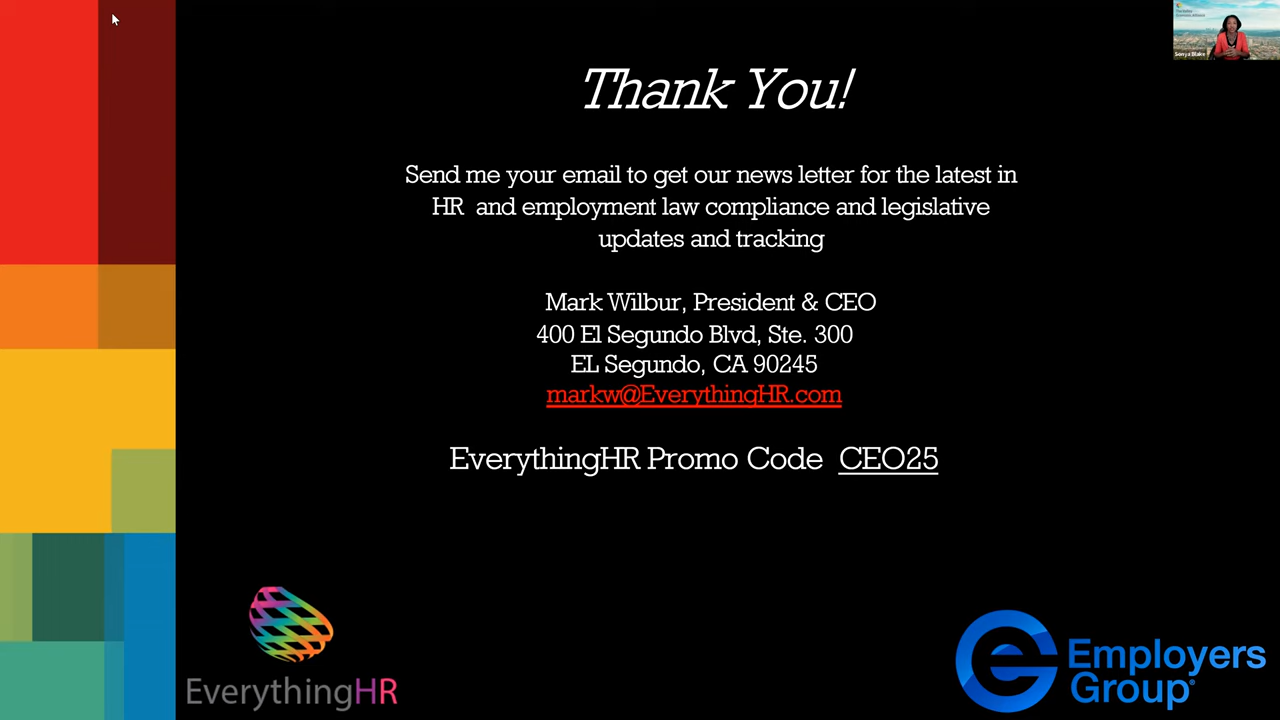 Thank You!
Send me your email to get our news letter for the latest in
HR and employment law compliance and legislative
updates and tracking
Mark Wilbur, President & CEO
400 El Segundo Blvd, Ste. 300
EL Segundo, CA 90245
markw@EverythingHR.com
EverythingHR Promo Code CEO25
EverythingHR
Employers
Group®
Sonya Blake